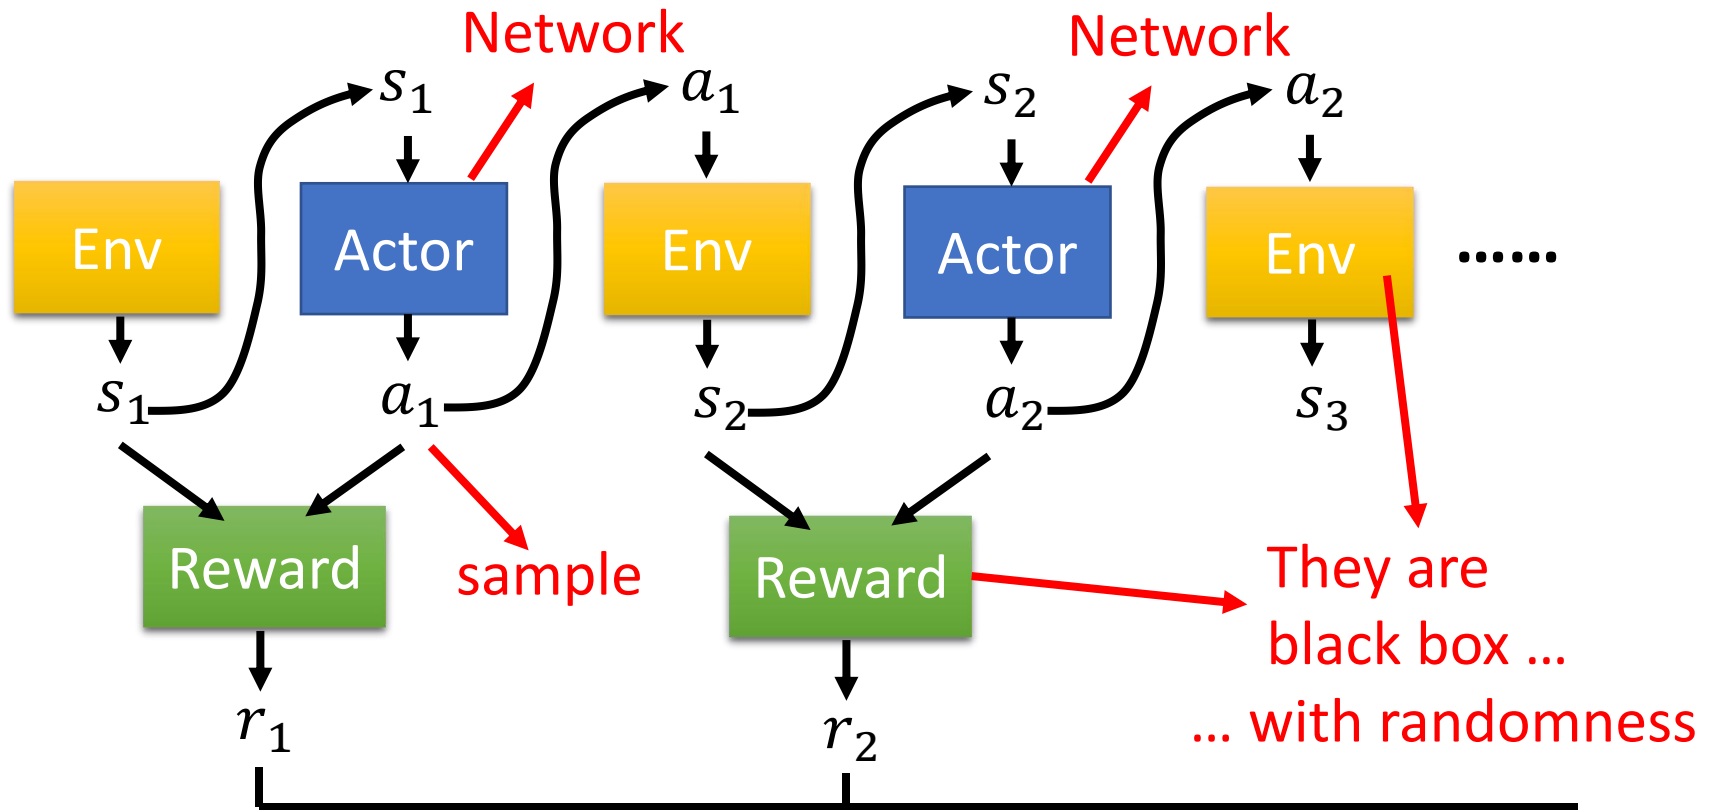 Network
Network
s₁
a₁
s₂
a₂
Env
Actor
Env
Actor
Env
......
s₁
a₁
s₂
a₂
s₃
Reward
sample
Reward
They are
black box ...
... with randomness
r₁
r₂